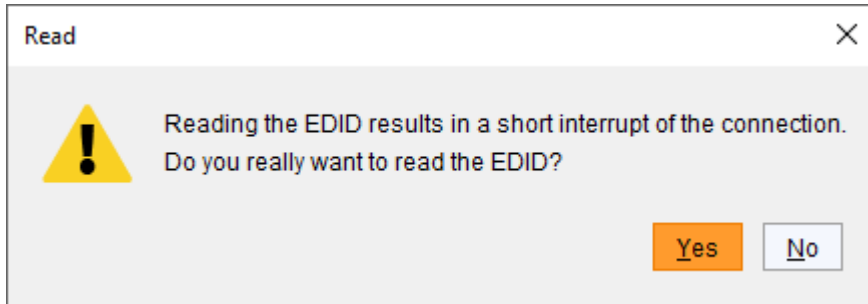 Read
Reading the EDID results in a short interrupt of the connection.
Do you really want to read the EDID?
Yes No